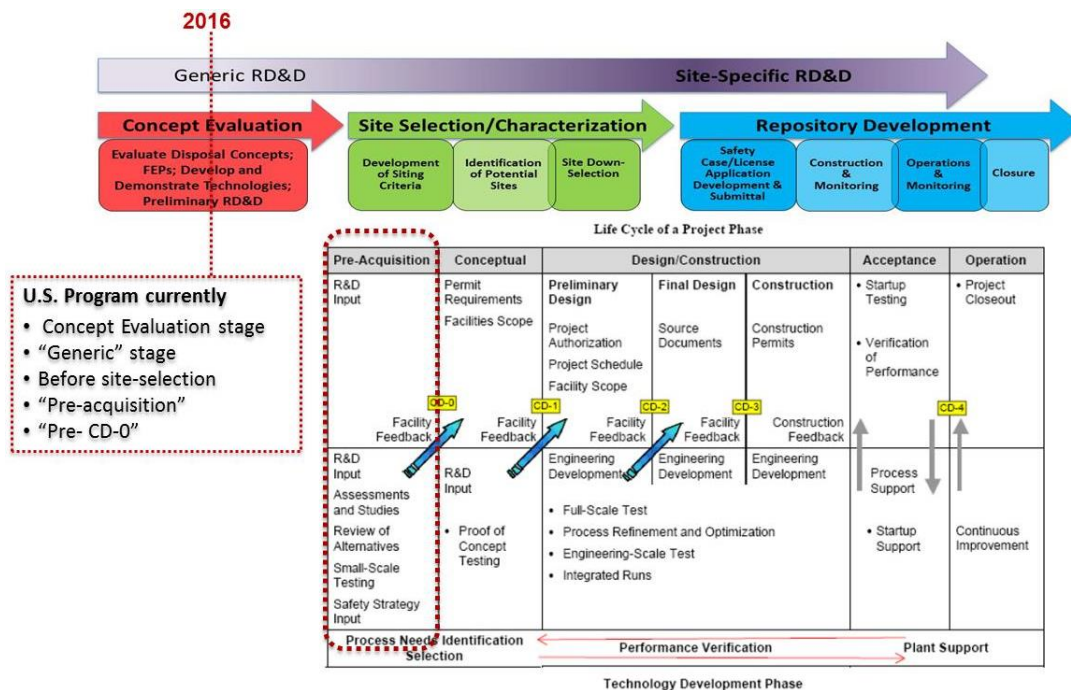 2016
Generic RD&D
Site-Specific RD&D
Concept Evaluation
Site Selection/Characterization
Repository Development
Evaluate Disposal Concepts;
FEPs; Develop and
Demonstrate Technologies;
Preliminary RD&D
Development
of Siting
Criteria
Identification
of Potential
Sites
Site Down-
Selection
Safety
Case/License
Application
Development &
Submittal
Construction
&
Monitoring
Operations
&
Monitoring
Closure
U.S. Program currently
• Concept Evaluation stage
• “Generic” stage
• Before site-selection
• “Pre-acquisition”
• “Pre- CD-0”
Life Cycle of a Project Phase
Pre-Acquisition
Conceptual
Design/Construction
Acceptance
Operation
R&D
Input
Permit
Requirements
Facilities Scope
Preliminary
Design
Project
Authorization
Project Schedule
Facility Scope
Final Design
Source
Documents
Construction
Construction
Permits
• Startup
Testing
• Verification
of
Performance
• Project
Closeout
CD-0
CD-1
CD-2
CD-3
CD-4
Facility
Feedback
Facility
Feedback
Facility
Feedback
Facility
Feedback
Construction
Feedback
R&D
Input
Assessments
and Studies
Review of
Alternatives
Small-Scale
Testing
Safety Strategy
Input
R&D
Input
• Proof of
Concept
Testing
Engineering
Development
Engineering
Development
Engineering
Development
• Full-Scale Test
• Process Refinement and Optimization
• Engineering-Scale Test
• Integrated Runs
Process
Support
• Startup
Support
Continuous
Improvement
Process Needs Identification
Selection
Performance Verification
Plant Support
Technology Development Phase